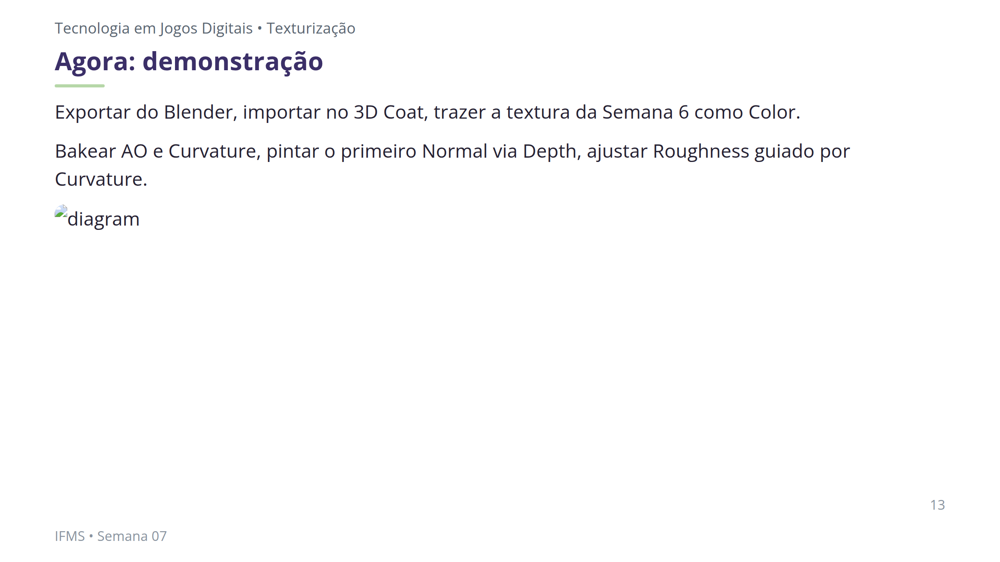 Tecnologia em Jogos Digitais • Texturização
Agora: demonstração
Exportar do Blender, importar no 3D Coat, trazer a textura da Semana 6 como Color.
Bakear AO e Curvature, pintar o primeiro Normal via Depth, ajustar Roughness guiado por
Curvature.
diagram
13
IFMS • Semana 07